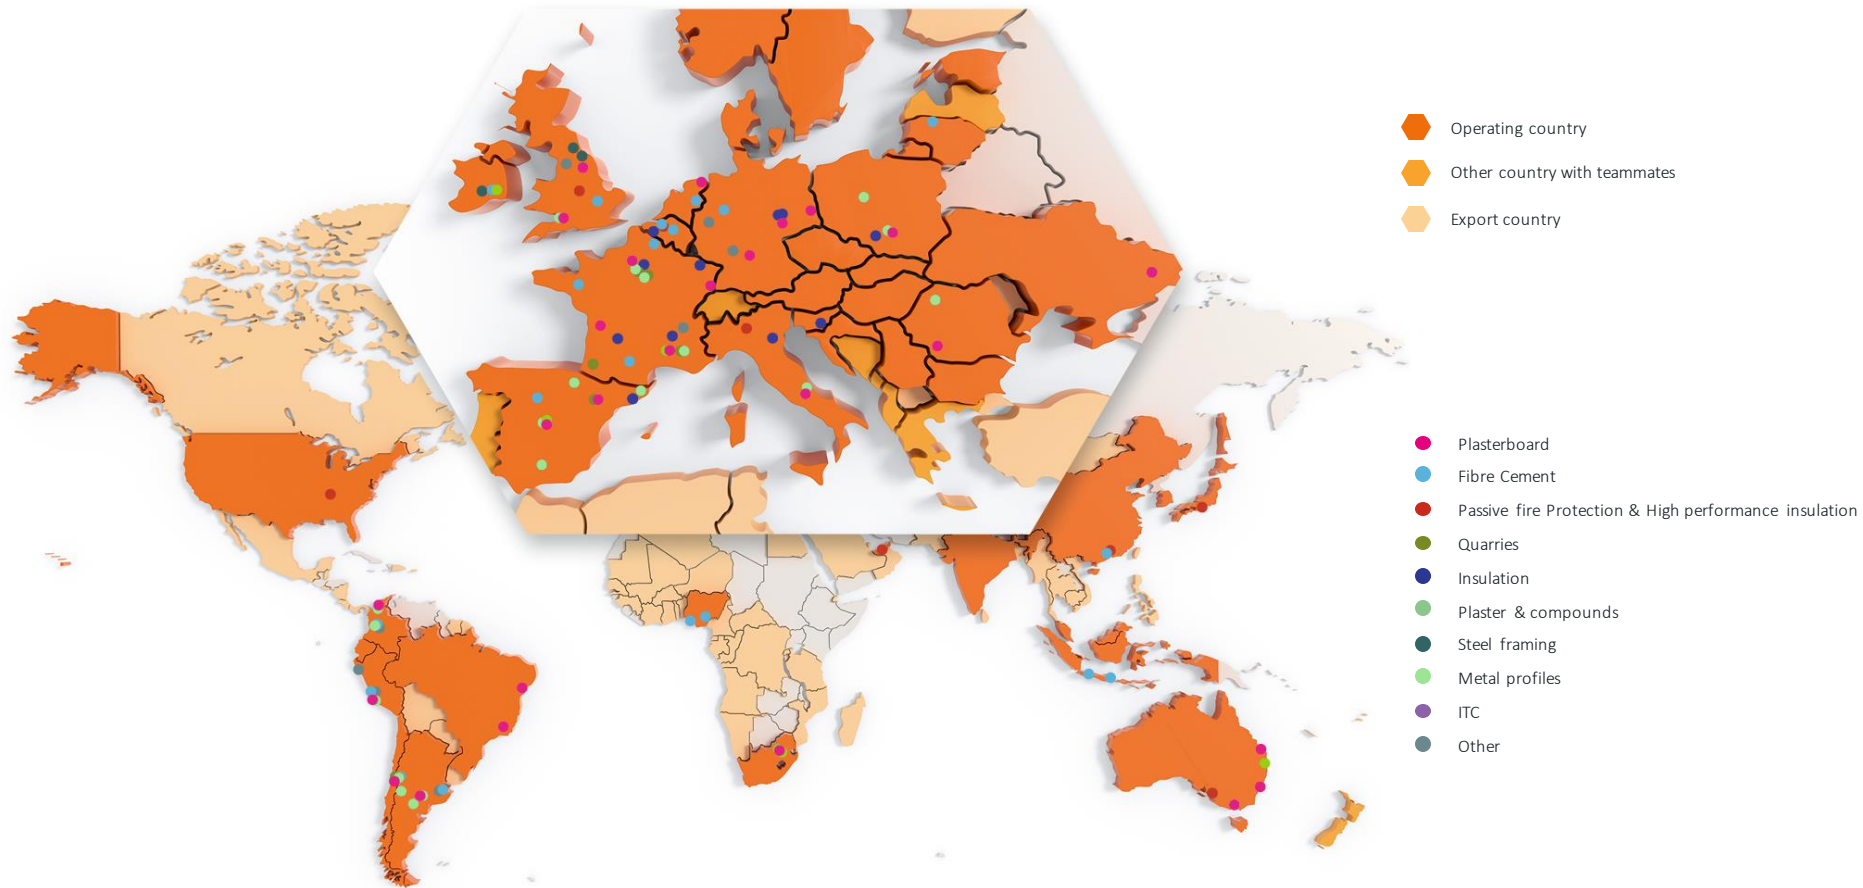 Operating country
Other country with teammates
Export country
Plasterboard
Fibre Cement
Passive fire Protection & High performance insulation
Quarries
Insulation
Plaster & compounds
Steel framing
Metal profiles
ITC
Other